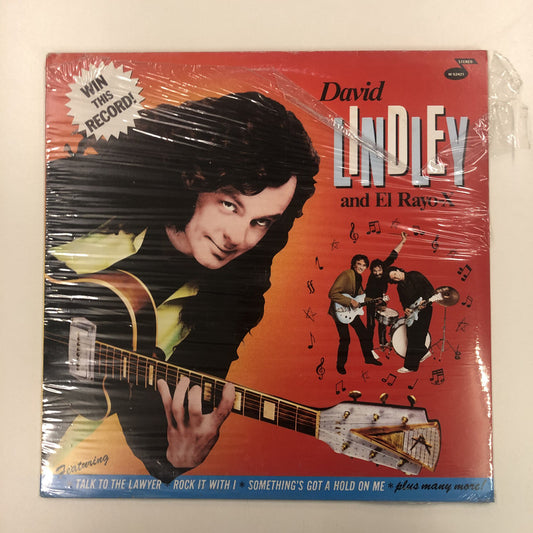 WIN
THIS
RECORD!
STEREO
David
LINDLEY
and El Rayo-X
Featuring
TALK TO THE LAWYER * ROCK IT WITH I * SOMETHING'S GOT A HOLD ON ME * plus many more!